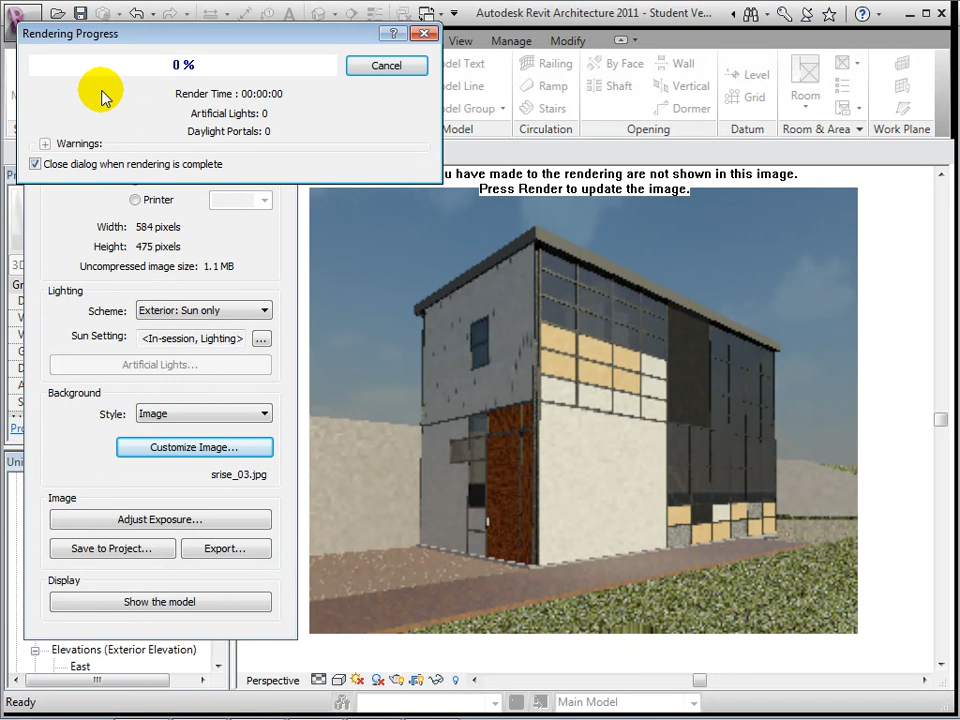 Autodesk Revit Architecture 2011 - Student Ve...
Rendering Progress
0 %
Cancel
Render Time : 00:00:00
Artificial Lights: 0
Daylight Portals: 0
Warnings:
Close dialog when rendering is complete
View Manage Modify
del Text Railing Ramp Stairs
del Line
del Group
By Face Shaft Wall Vertical Dormer
Level Grid Room
Model Circulation Opening Datum Room & Area Work Plane
u have made to the rendering are not shown in this image.
Press Render to update the image.
Printer
Width: 584 pixels
Height: 475 pixels
Uncompressed image size: 1.1 MB
Lighting
Scheme: Exterior: Sun only
Sun Setting: <In-session, Lighting> ...
Artificial Lights...
Background
Style: Image
Customize Image...
srise_03.jpg
Image
Adjust Exposure...
Save to Project... Export...
Display
Show the model
Elevations (Exterior Elevation)
East
Perspective
Ready
Main Model